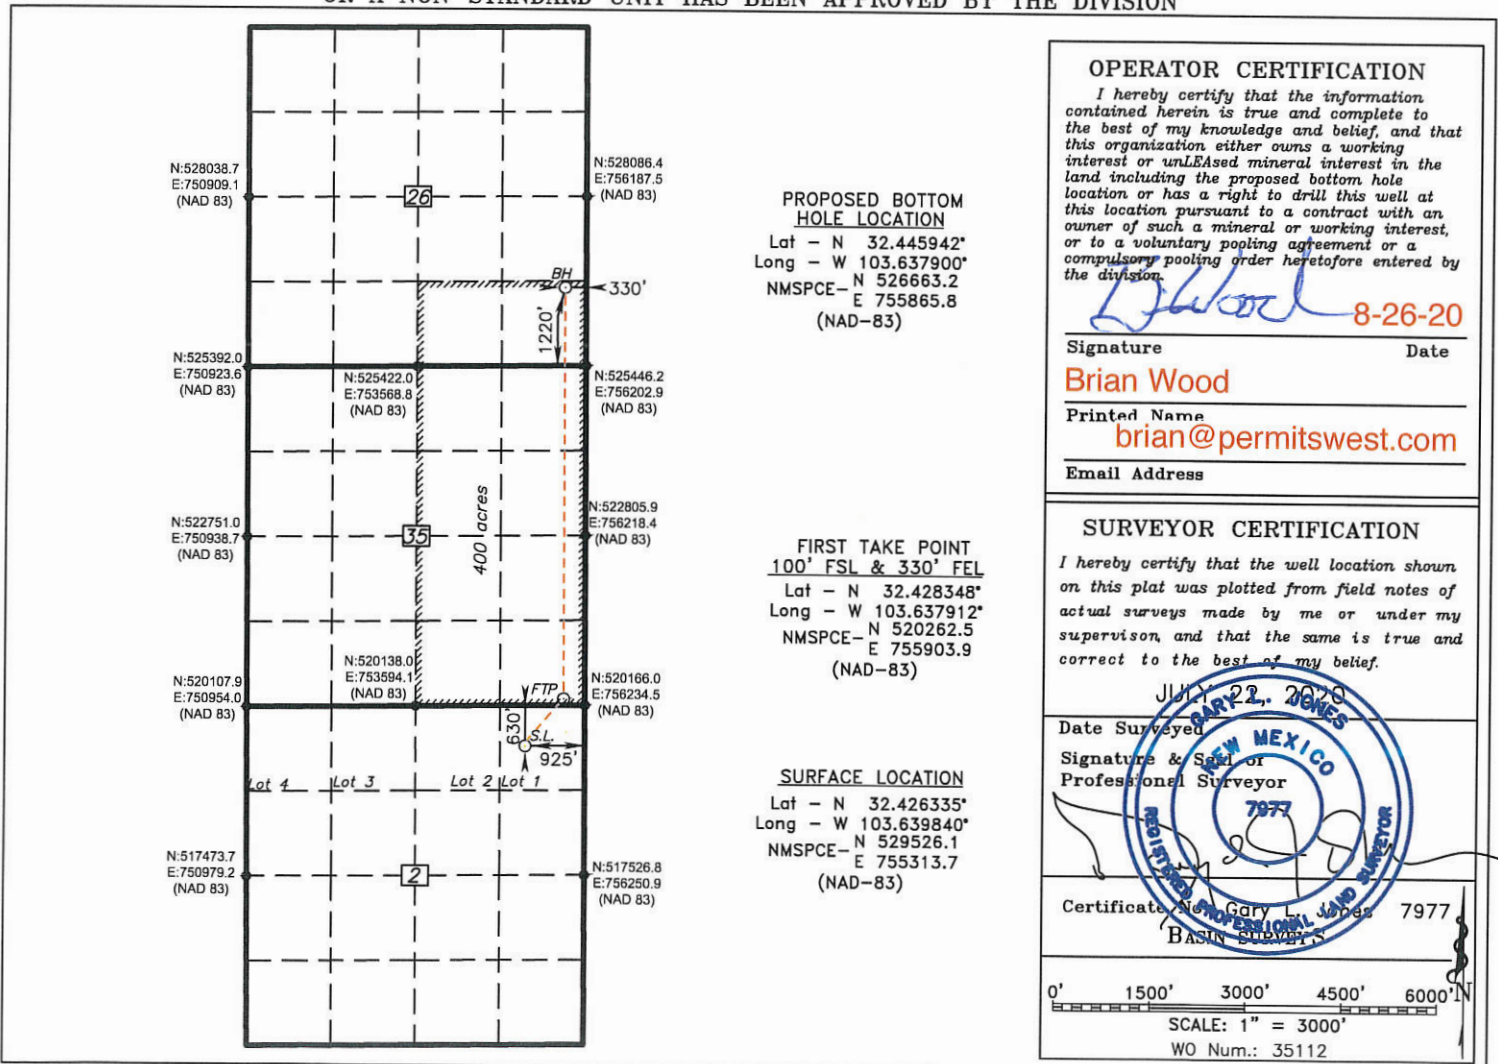 OR A NON-STANDARD UNIT HAS BEEN APPROVED BY THE DIVISION
N:528038.7
E:750909.1
(NAD 83)
N:528086.4
E:756187.5
(NAD 83)
26
BH
330'
1220'
N:525392.0
E:750923.6
(NAD 83)
N:525422.0
E:753568.8
(NAD 83)
N:525446.2
E:756202.9
(NAD 83)
400 acres
N:522751.0
E:750938.7
(NAD 83)
35
N:522805.9
E:756218.4
(NAD 83)
N:520107.9
E:750954.0
(NAD 83)
N:520138.0
E:753594.1
(NAD 83)
FTP
N:520166.0
E:756234.5
(NAD 83)
630'
S.L.
925'
Lot 4 Lot 3 Lot 2 Lot 1
N:517473.7
E:750979.2
(NAD 83)
2
N:517526.8
E:756250.9
(NAD 83)
PROPOSED BOTTOM
HOLE LOCATION
Lat - N 32.445942°
Long - W 103.637900°
NMSPCE- N 526663.2
E 755865.8
(NAD-83)
FIRST TAKE POINT
100' FSL & 330' FEL
Lat - N 32.428348°
Long - W 103.637912°
NMSPCE- N 520262.5
E 755903.9
(NAD-83)
SURFACE LOCATION
Lat - N 32.426335°
Long - W 103.639840°
NMSPCE- N 529526.1
E 755313.7
(NAD-83)
OPERATOR CERTIFICATION
I hereby certify that the information
contained herein is true and complete to
the best of my knowledge and belief, and that
this organization either owns a working
interest or unLEAsed mineral interest in the
land including the proposed bottom hole
location or has a right to drill this well at
this location pursuant to a contract with an
owner of such a mineral or working interest,
or to a voluntary pooling agreement or a
compulsory pooling order heretofore entered by
the division.
8-26-20
Signature Date
Brian Wood
Printed Name
brian@permitswest.com
Email Address
SURVEYOR CERTIFICATION
I hereby certify that the well location shown
on this plat was plotted from field notes of
actual surveys made by me or under my
supervison, and that the same is true and
correct to the best of my belief.
JULY 22, 2020
Date Surveyed
Signature & Seal of
Professional Surveyor
GARY L. JONES
NEW MEXICO
7977
REGISTERED PROFESSIONAL LAND SURVEYOR
Certificate No. Gary L. Jones 7977
BASIN SURVEYS
N
0' 1500' 3000' 4500' 6000'
SCALE: 1" = 3000'
WO Num.: 35112